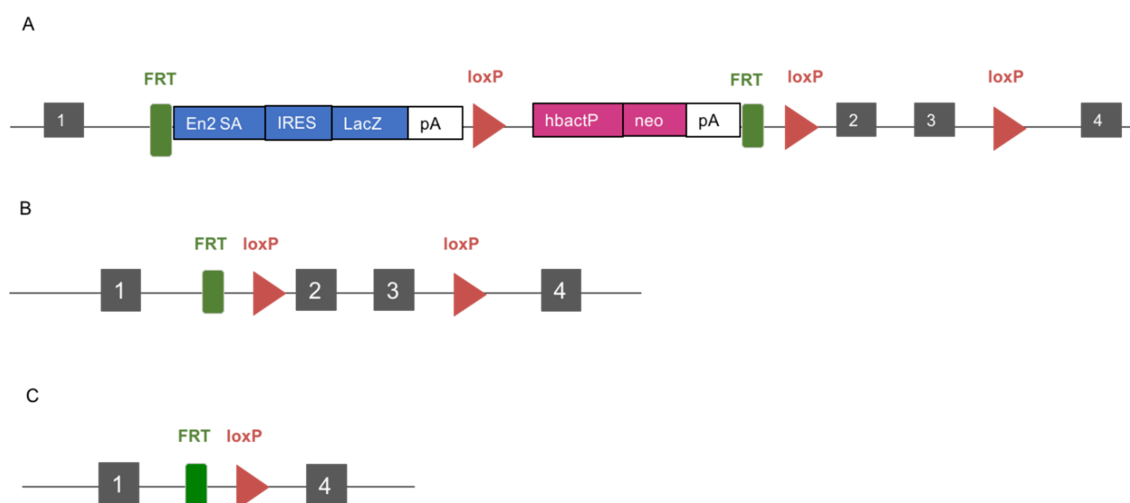 A
FRT loxP FRT loxP loxP
1 En2 SA IRES LacZ pA hbactP neo pA 2 3 4
B
FRT loxP loxP
1 2 3 4
C
FRT loxP
1 4